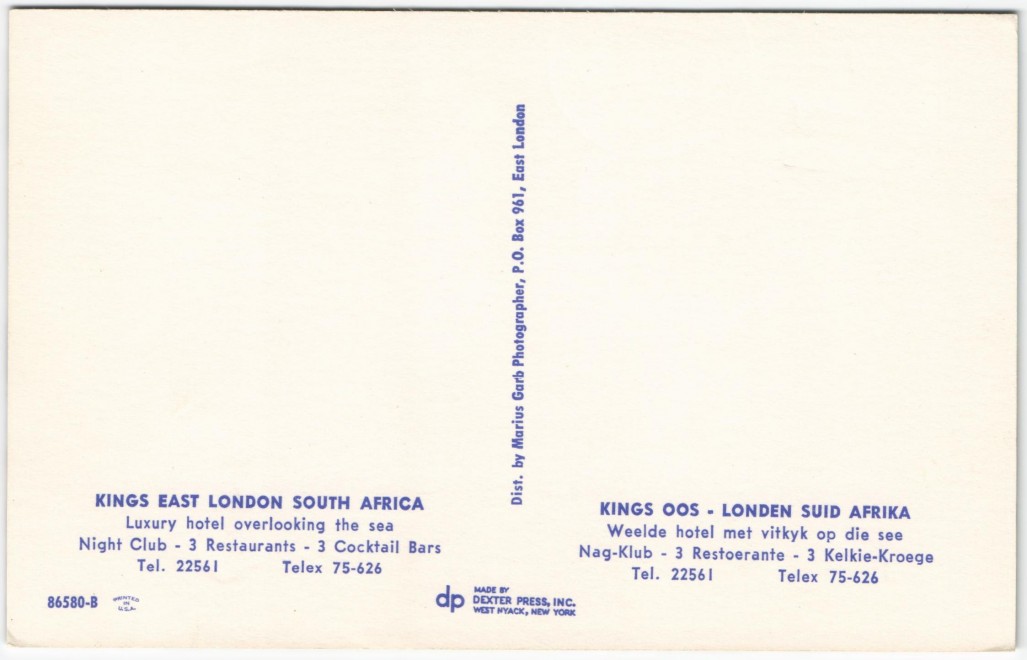 KINGS EAST LONDON SOUTH AFRICA
Luxury hotel overlooking the sea
Night Club - 3 Restaurants - 3 Cocktail Bars
Tel. 22561 Telex 75-626
86580-B
PRINTED
IN
U.S.A.
Dist. by Marius Garb Photographer, P.O. Box 961, East London
dp
MADE BY
DEXTER PRESS, INC.
WEST NYACK, NEW YORK
KINGS OOS - LONDEN SUID AFRIKA
Weelde hotel met vitkyk op die see
Nag-Klub - 3 Restoerante - 3 Kelkie-Kroege
Tel. 22561 Telex 75-626